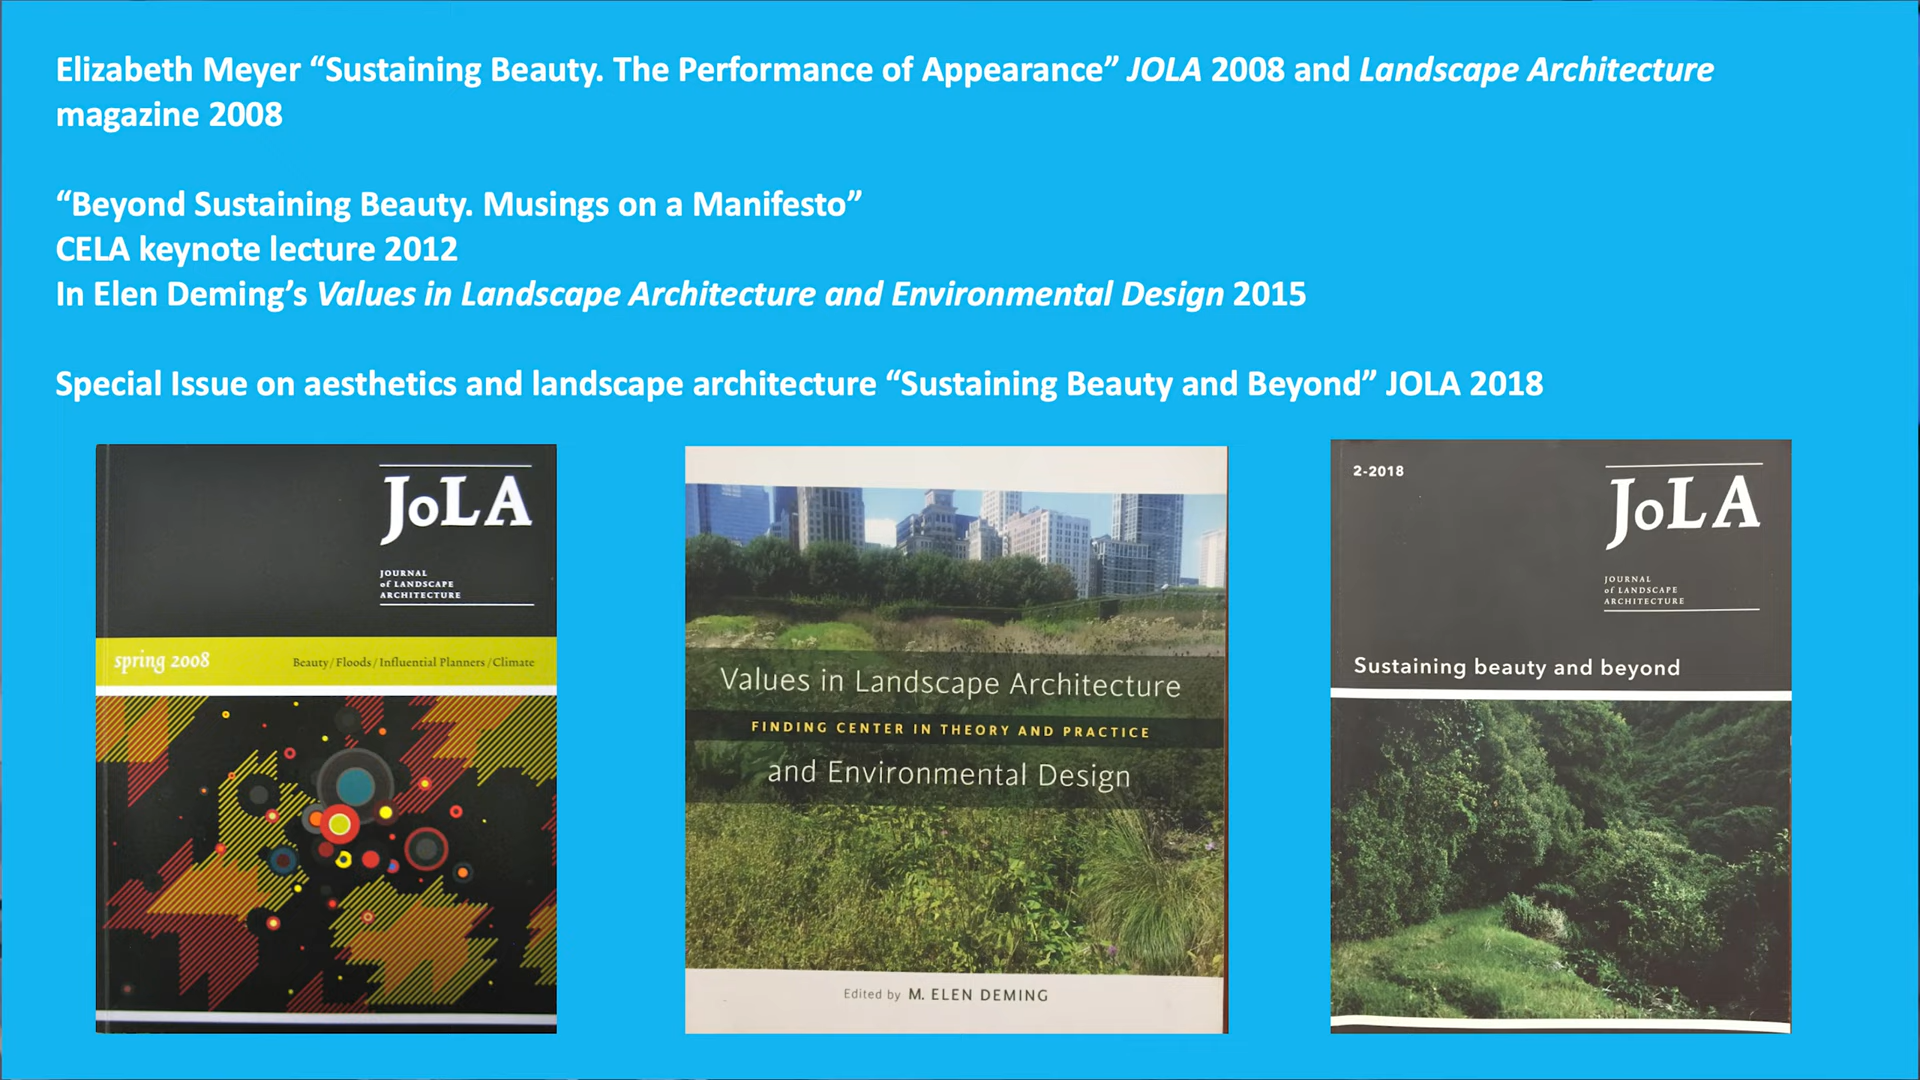 Elizabeth Meyer “Sustaining Beauty. The Performance of Appearance” JOLA 2008 and Landscape Architecture
magazine 2008
“Beyond Sustaining Beauty. Musings on a Manifesto”
CELA keynote lecture 2012
In Elen Deming’s Values in Landscape Architecture and Environmental Design 2015
Special Issue on aesthetics and landscape architecture “Sustaining Beauty and Beyond” JOLA 2018
JoLA
JOURNAL
of LANDSCAPE
ARCHITECTURE
spring 2008
Beauty/Floods/Influential Planners/Climate
Values in Landscape Architecture
FINDING CENTER IN THEORY AND PRACTICE
and Environmental Design
Edited by M. ELEN DEMING
2-2018
JoLA
JOURNAL
of LANDSCAPE
ARCHITECTURE
Sustaining beauty and beyond